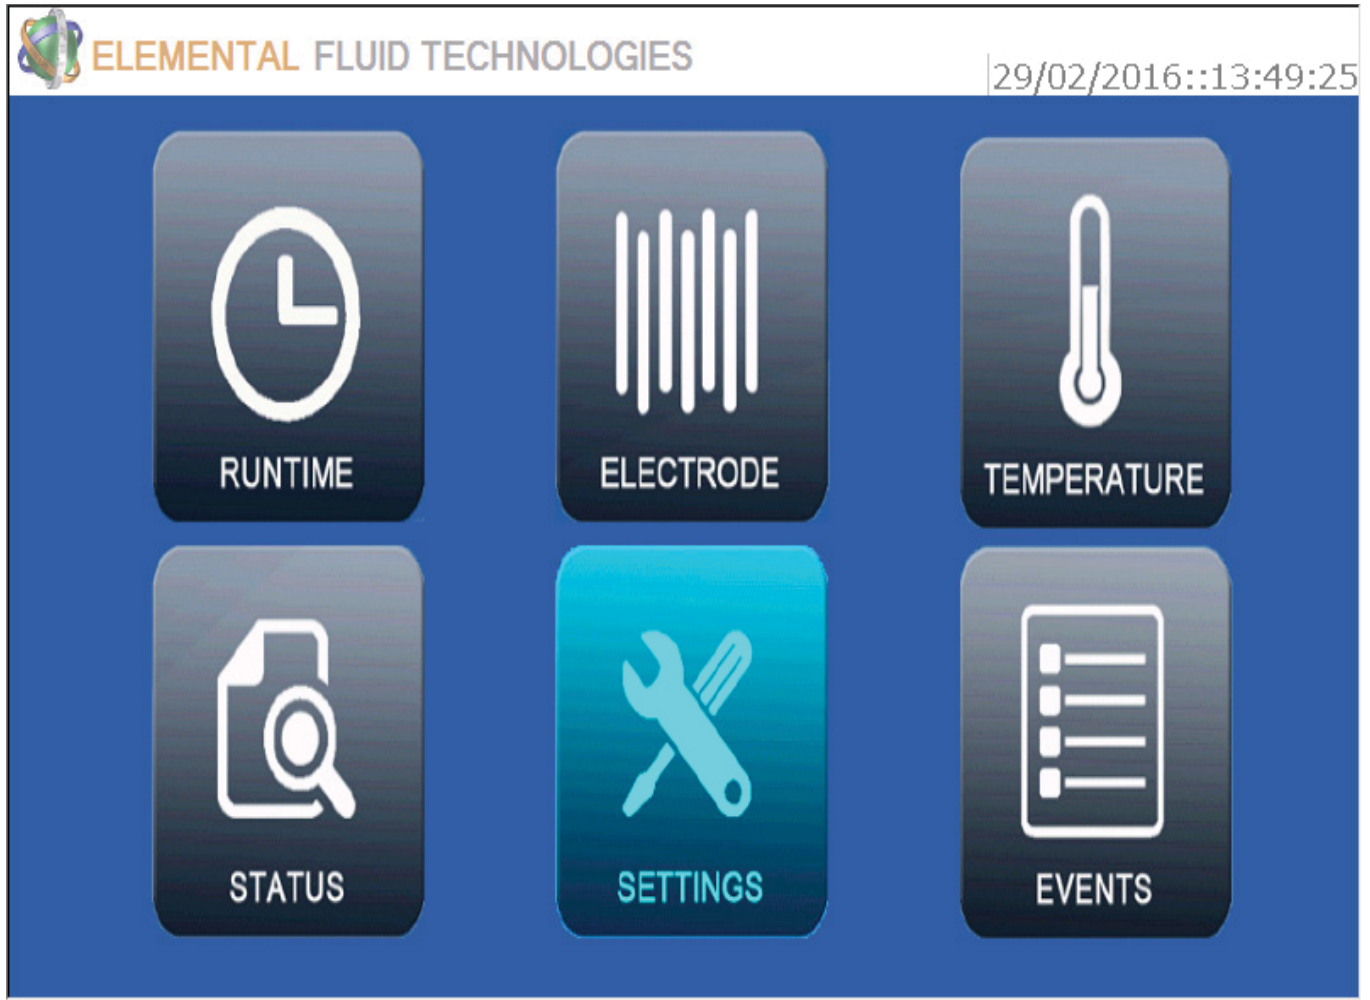 ELEMENTAL FLUID TECHNOLOGIES
29/02/2016::13:49:25
RUNTIME
ELECTRODE
TEMPERATURE
STATUS
SETTINGS
EVENTS